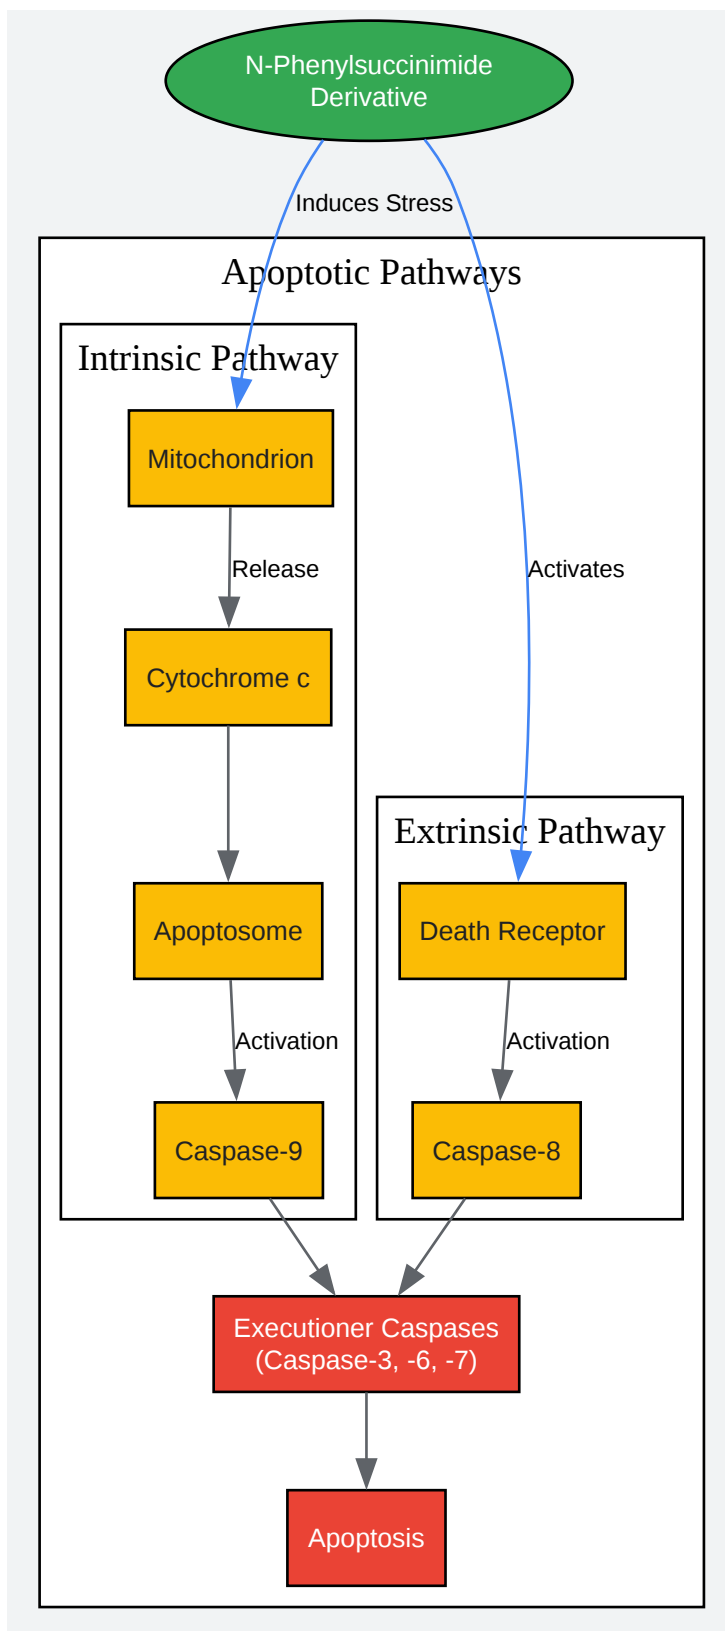 N-Phenylsuccinimide
Derivative
Induces Stress
Apoptotic Pathways
Intrinsic Pathway
Mitochondrion
Release
Activates
Cytochrome c
Extrinsic Pathway
Apoptosome
Death Receptor
Activation
Activation
Caspase-9
Caspase-8
Executioner Caspases
(Caspase-3, -6, -7)
Apoptosis